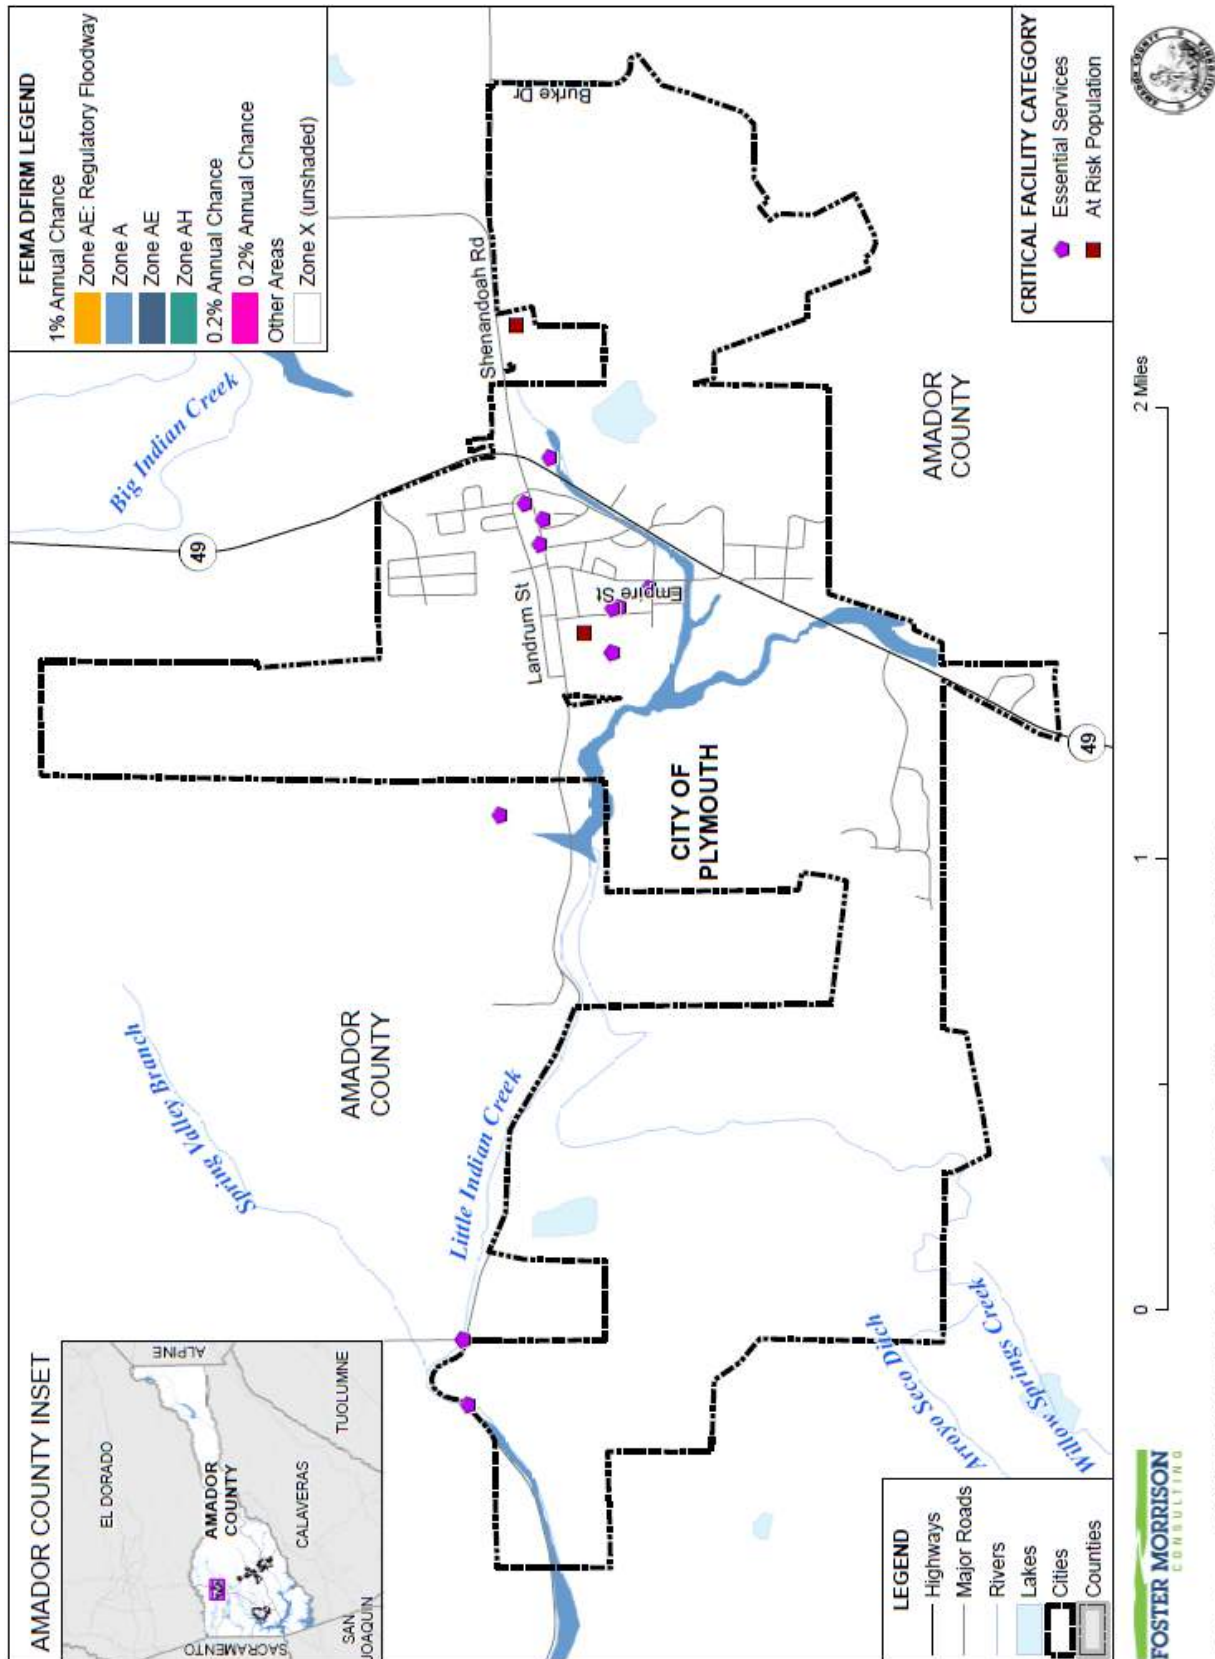 AMADOR COUNTY INSET
EL DORADO
ALPINE
AMADOR
COUNTY
SACRAMENTO
CALAVERAS
SAN
JOAQUIN
TUOLUMNE
FEMA DFIRM LEGEND
1% Annual Chance
Zone AE: Regulatory Floodway
Zone A
Zone AE
Zone AH
0.2% Annual Chance
0.2% Annual Chance
Other Areas
Zone X (unshaded)
Spring Valley Branch
Big Indian Creek
49
AMADOR
COUNTY
Little Indian Creek
Landrum St
Shenandoah Rd
Burke Dr
Empire St
CITY OF
PLYMOUTH
AMADOR
COUNTY
49
Arroyo Seco Ditch
Willow Springs Creek
LEGEND
Highways
Major Roads
Rivers
Lakes
Cities
Counties
CRITICAL FACILITY CATEGORY
Essential Services
At Risk Population
FOSTER MORRISON
CONSULTING
0
1
2 Miles
AMADOR COUNTY